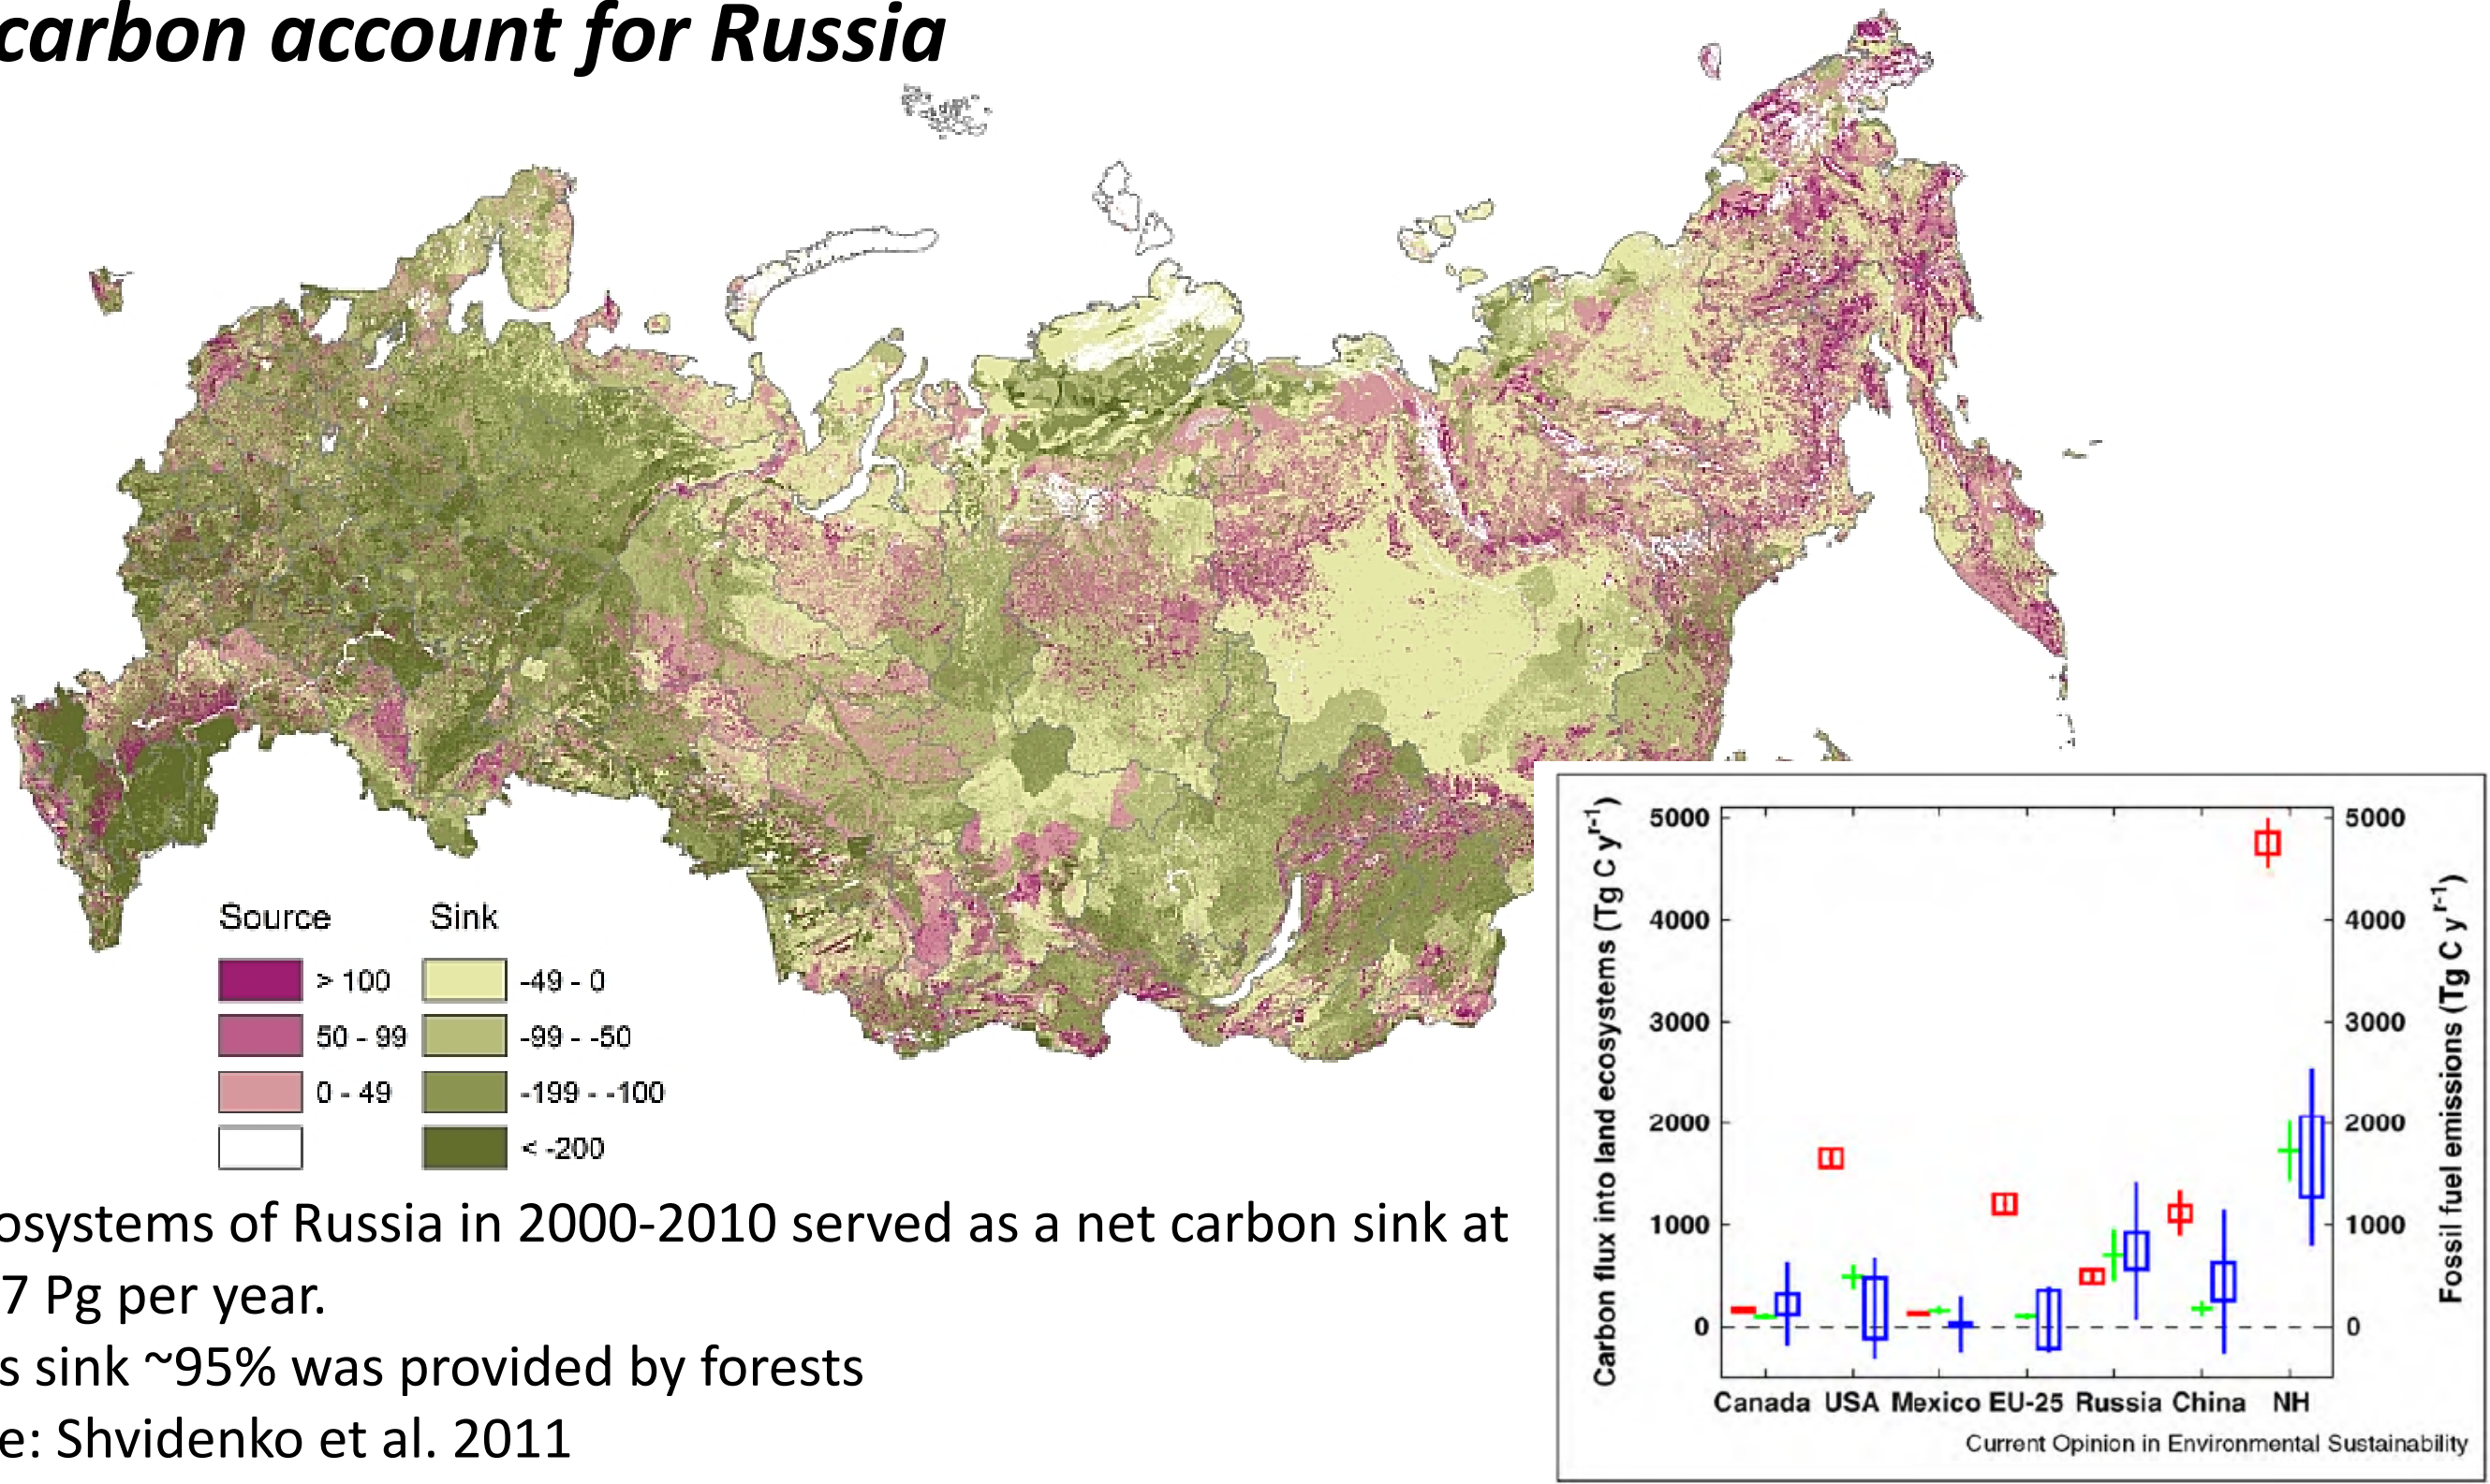 carbon account for Russia
Source Sink
> 100 -49 - 0
50 - 99 -99 - -50
0 - 49 -199 - -100
< -200
osystems of Russia in 2000-2010 served as a net carbon sink at
7 Pg per year.
s sink ~95% was provided by forests
e: Shvidenko et al. 2011
Carbon flux into land ecosystems (Tg C yr-1)
5000
4000
3000
2000
1000
0
Canada USA Mexico EU-25 Russia China NH
5000
4000
3000
2000
1000
0
Fossil fuel emissions (Tg C yr-1)
Current Opinion in Environmental Sustainability